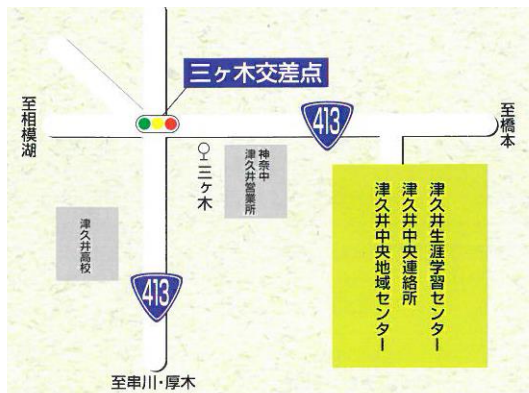 三ヶ木交差点
至相模湖
413
至橋本
三ヶ木
神奈中
津久井営業所
津久井高校
413
津久井生涯学習センター
津久井中央連絡所
津久井中央地域センター
至串川・厚木